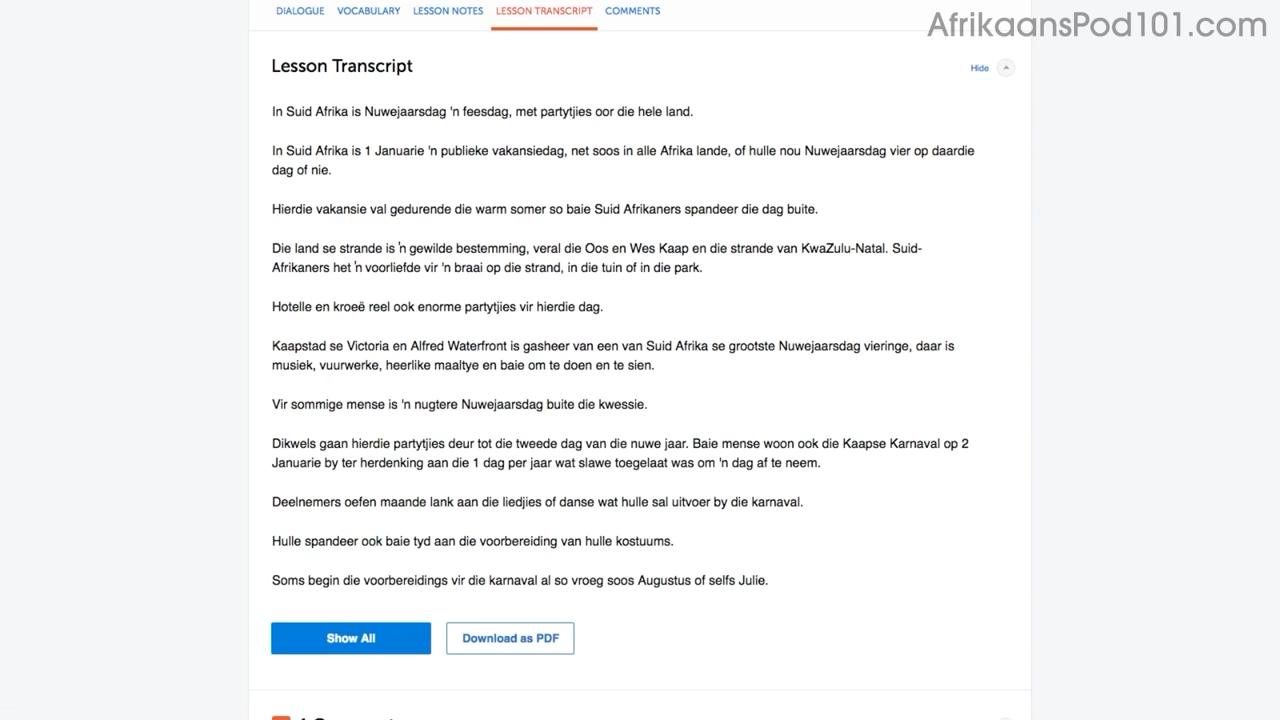 AfrikaansPod101.com
DIALOGUE VOCABULARY LESSON NOTES LESSON TRANSCRIPT COMMENTS
Lesson Transcript
Hide
In Suid Afrika is Nuwejaarsdag 'n feesdag, met partytjies oor die hele land.
In Suid Afrika is 1 Januarie 'n publieke vakansiedag, net soos in alle Afrika lande, of hulle nou Nuwejaarsdag vier op daardie
dag of nie.
Hierdie vakansie val gedurende die warm somer so baie Suid Afrikaners spandeer die dag buite.
Die land se strande is 'n gewilde bestemming, veral die Oos en Wes Kaap en die strande van KwaZulu-Natal. Suid-
Afrikaners het 'n voorliefde vir 'n braai op die strand, in die tuin of in die park.
Hotelle en kroeë reel ook enorme partytjies vir hierdie dag.
Kaapstad se Victoria en Alfred Waterfront is gasheer van een van Suid Afrika se grootste Nuwejaarsdag vieringe, daar is
musiek, vuurwerke, heerlike maaltye en baie om te doen en te sien.
Vir sommige mense is 'n nugtere Nuwejaarsdag buite die kwessie.
Dikwels gaan hierdie partytjies deur tot die tweede dag van die nuwe jaar. Baie mense woon ook die Kaapse Karnaval op 2
Januarie by ter herdenking aan die 1 dag per jaar wat slawe toegelaat was om 'n dag af te neem.
Deelnemers oefen maande lank aan die liedjies of danse wat hulle sal uitvoer by die karnaval.
Hulle spandeer ook baie tyd aan die voorbereiding van hulle kostuums.
Soms begin die voorbereidings vir die karnaval al so vroeg soos Augustus of selfs Julie.
Show All Download as PDF